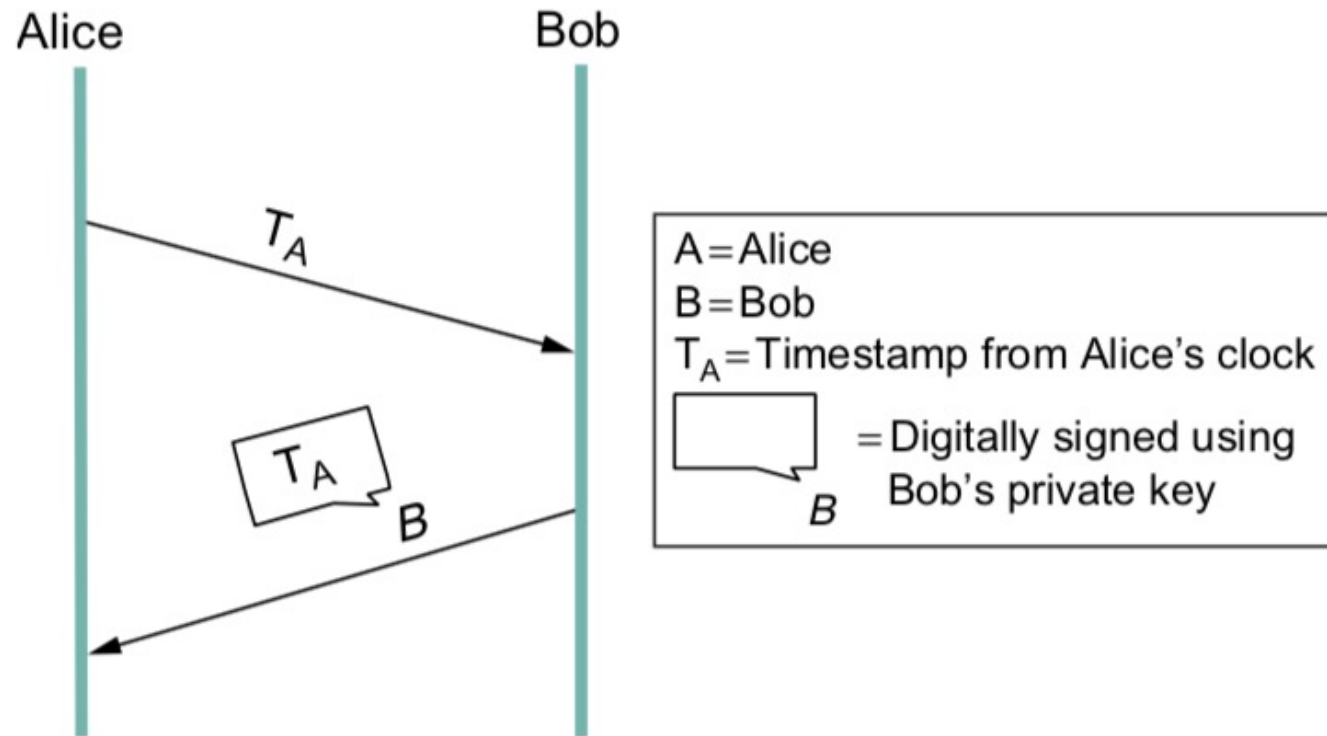 Alice
Bob
T_A
T_A
B
A=Alice
B=Bob
T_A=Timestamp from Alice’s clock
=Digitally signed using
Bob’s private key
B